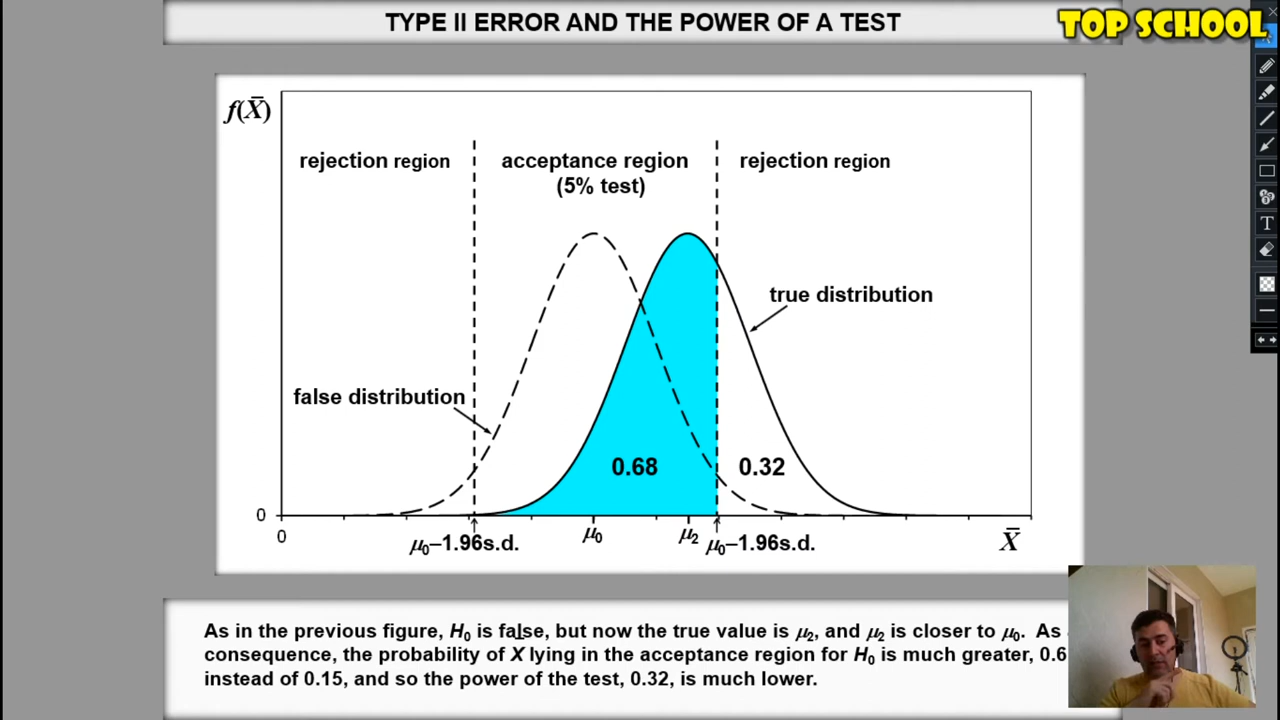 TYPE II ERROR AND THE POWER OF A TEST
TOP SCHOOL
f(X̄)
rejection region
acceptance region
(5% test)
rejection region
true distribution
false distribution
0.68
0.32
0
0
μ₀–1.96s.d.
μ₀
μ₂
μ₀–1.96s.d.
X̄
As in the previous figure, H₀ is false, but now the true value is μ₂, and μ₂ is closer to μ₀. As
consequence, the probability of X lying in the acceptance region for H₀ is much greater, 0.6
instead of 0.15, and so the power of the test, 0.32, is much lower.
T